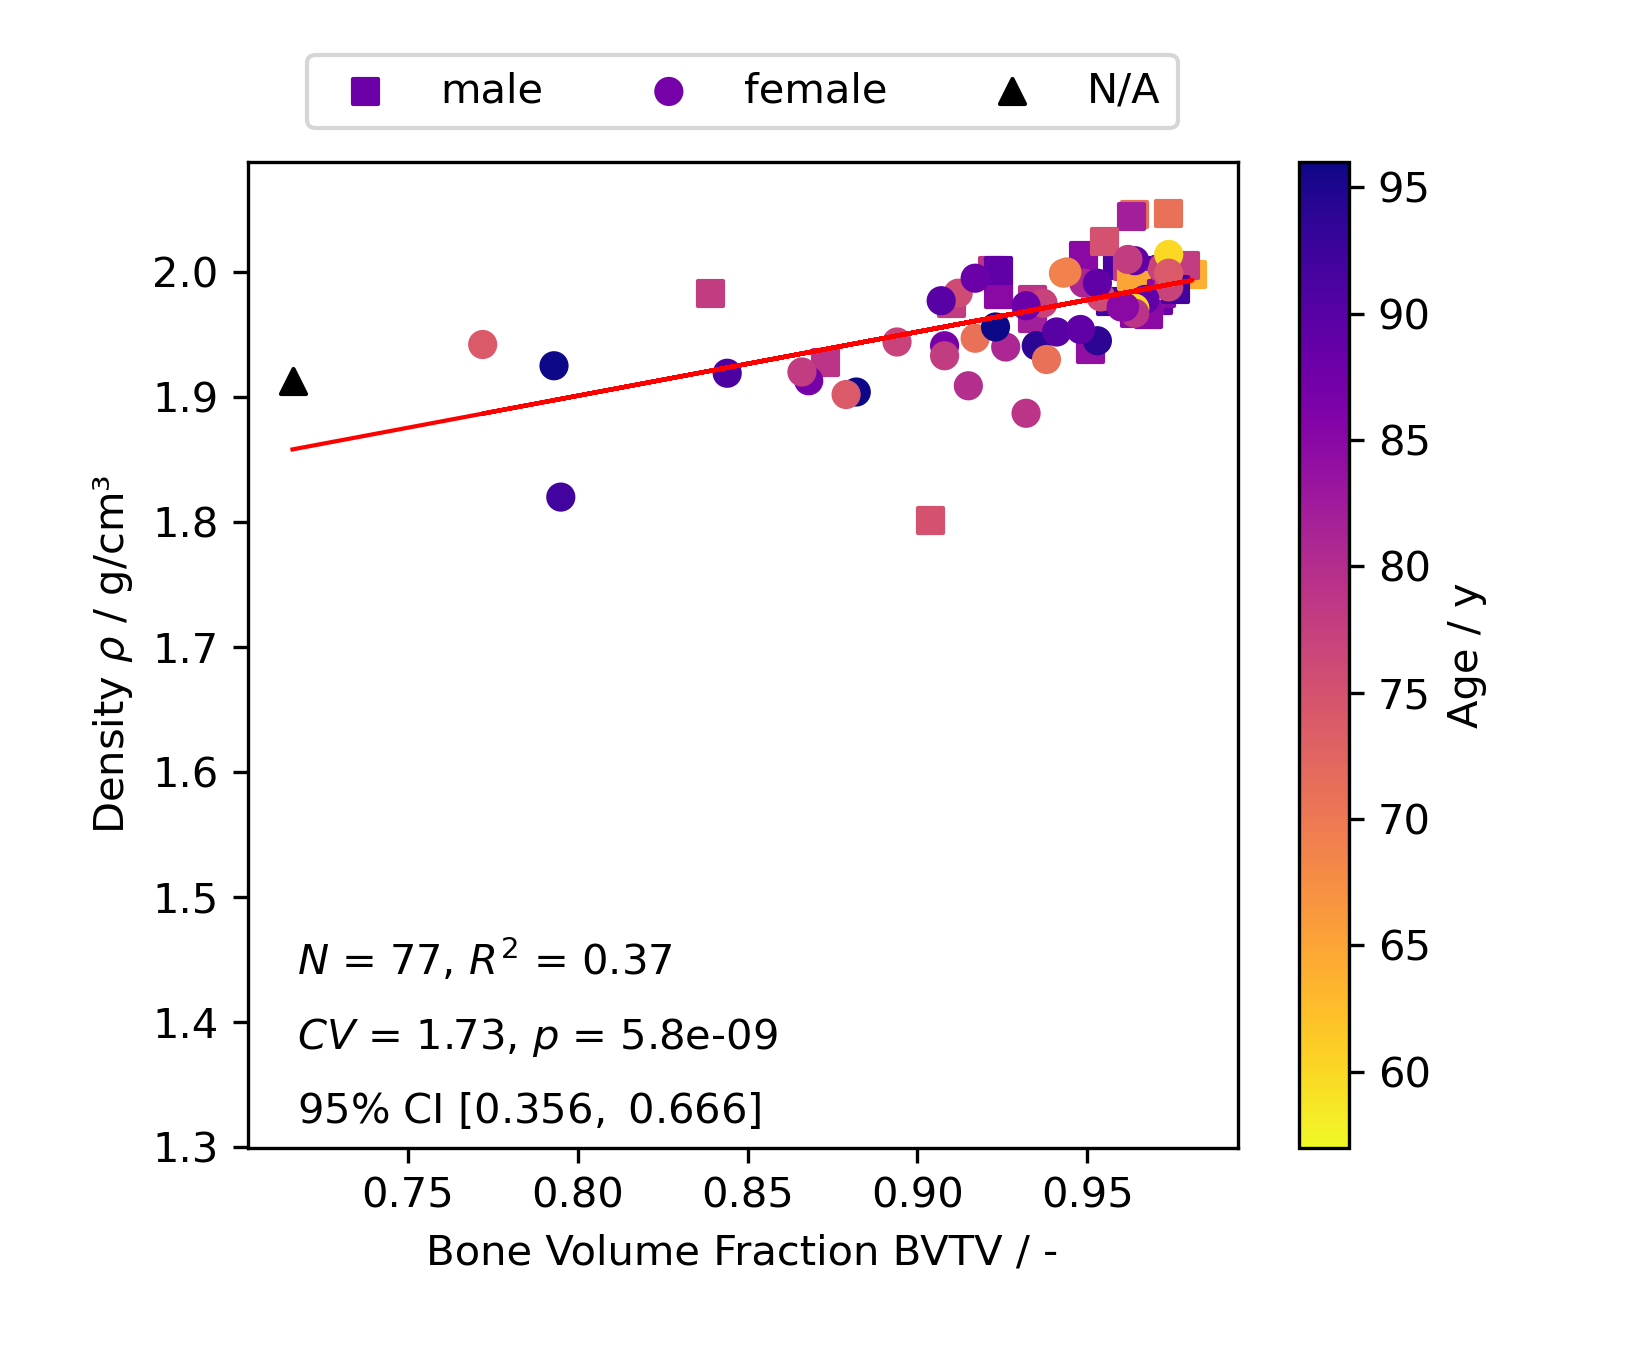 male female N/A
2.0
1.9
1.8
1.7
1.6
1.5
1.4
1.3
Density ρ / g/cm³
N = 77, R² = 0.37
CV = 1.73, p = 5.8e-09
95% CI [0.356, 0.666]
0.75 0.80 0.85 0.90 0.95
Bone Volume Fraction BVTV / -
95
90
85
80
75
70
65
60
Age / y